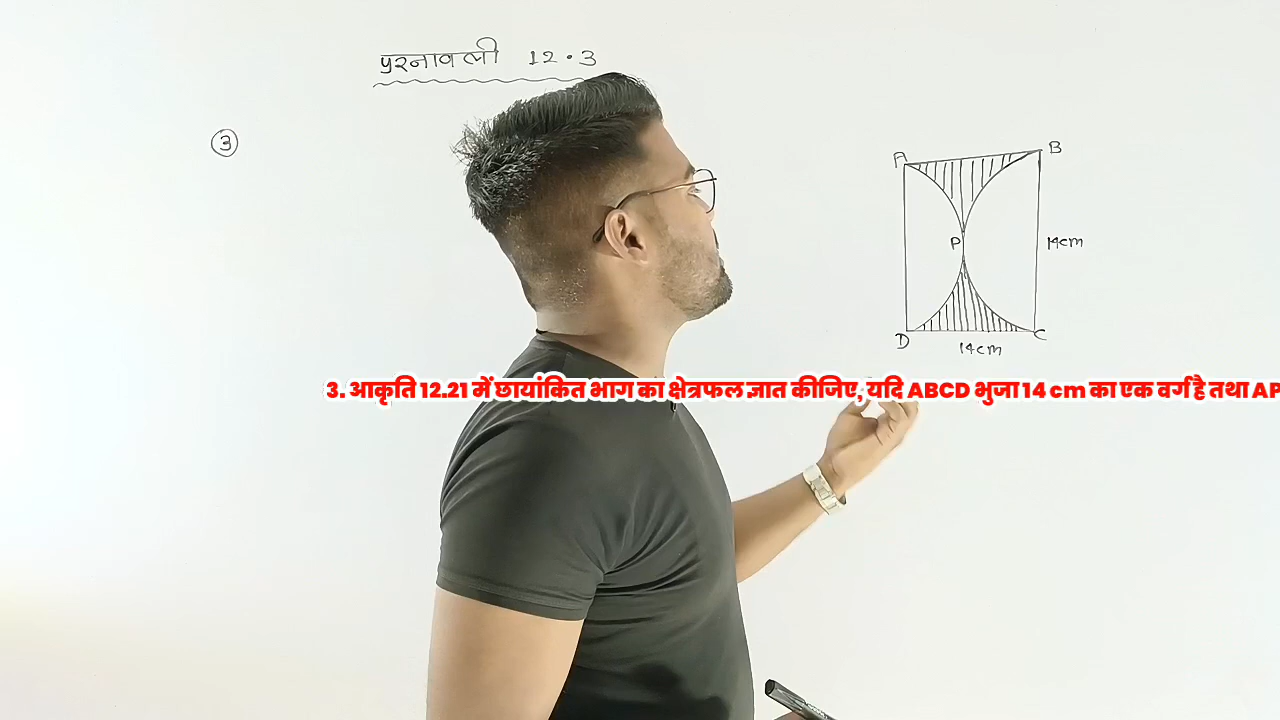 प्रश्नावली 12.3
3
A
B
P
14cm
D
C
14cm
3. आकृति 12.21 में छायांकित भाग का क्षेत्रफल ज्ञात कीजिए, यदि ABCD भुजा 14 cm का एक वर्ग है तथा AP